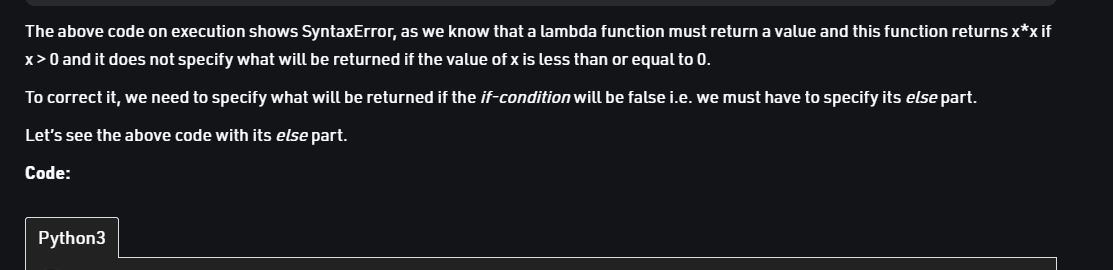 The above code on execution shows SyntaxError, as we know that a lambda function must return a value and this function returns x*x if
x > 0 and it does not specify what will be returned if the value of x is less than or equal to 0.
To correct it, we need to specify what will be returned if the if-condition will be false i.e. we must have to specify its else part.
Let's see the above code with its else part.
Code:
Python3